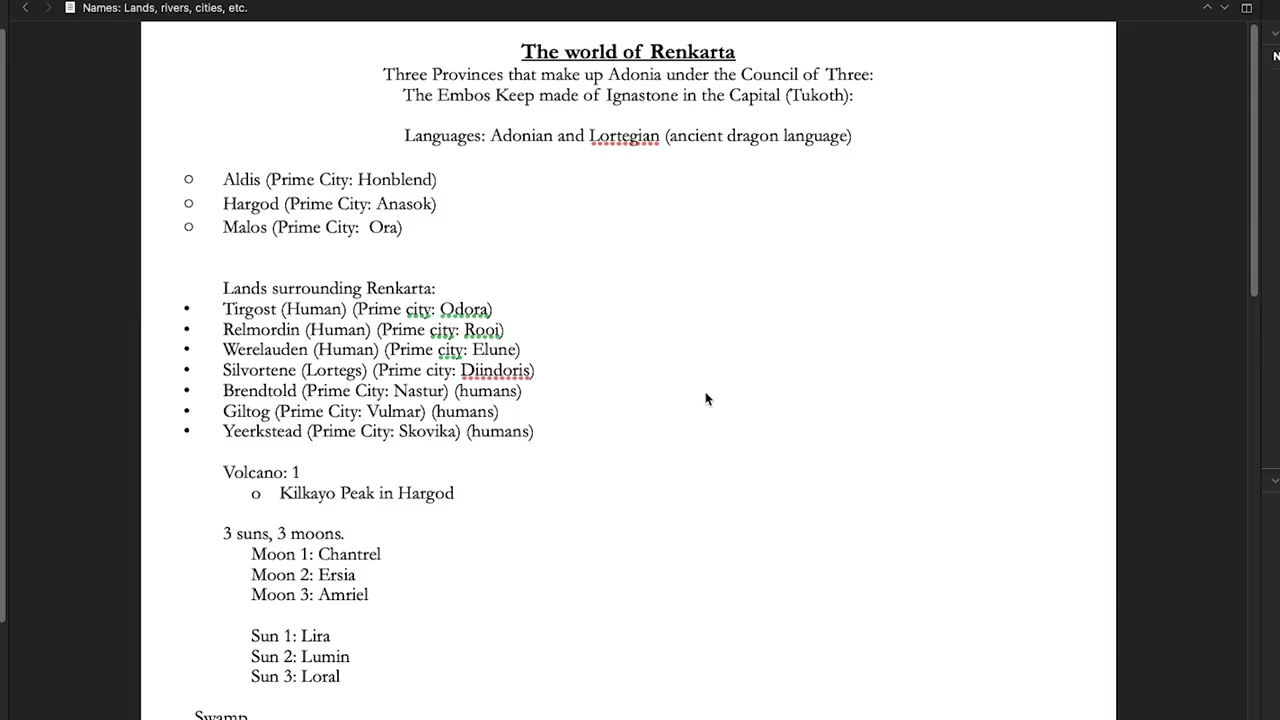 Names: Lands, rivers, cities, etc.
The world of Renkarta
Three Provinces that make up Adonia under the Council of Three:
The Embos Keep made of Ignastone in the Capital (Tukoth):
Languages: Adonian and Lortegian (ancient dragon language)
o Aldis (Prime City: Honblend)
o Hargod (Prime City: Anasok)
o Malos (Prime City:  Ora)
Lands surrounding Renkarta:
• Tirgost (Human) (Prime city: Odora)
• Relmordin (Human) (Prime city: Rooi)
• Werelauden (Human) (Prime city: Elune)
• Silvortene (Lortegs) (Prime city: Diindoris)
• Brendtold (Prime City: Nastur) (humans)
• Giltog (Prime City: Vulmar) (humans)
• Yeerkstead (Prime City: Skovika) (humans)
Volcano: 1
o Kilkayo Peak in Hargod
3 suns, 3 moons.
Moon 1: Chantrel
Moon 2: Ersia
Moon 3: Amriel
Sun 1: Lira
Sun 2: Lumin
Sun 3: Loral
Swamp